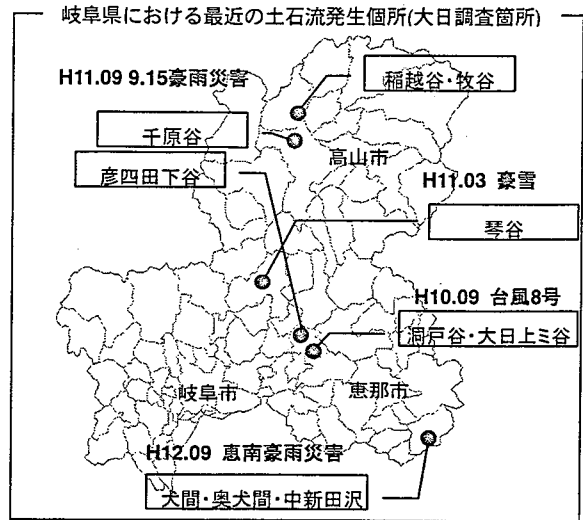 岐阜県における最近の土石流発生個所(大日調査箇所)
H11.09 9.15豪雨災害
稲越谷・牧谷
千原谷
高山市
彦四田下谷
H11.03 豪雪
琴谷
H10.09 台風8号
洞戸谷・大日上ミ谷
岐阜市
恵那市
H12.09 恵南豪雨災害
犬間・奥犬間・中新田沢